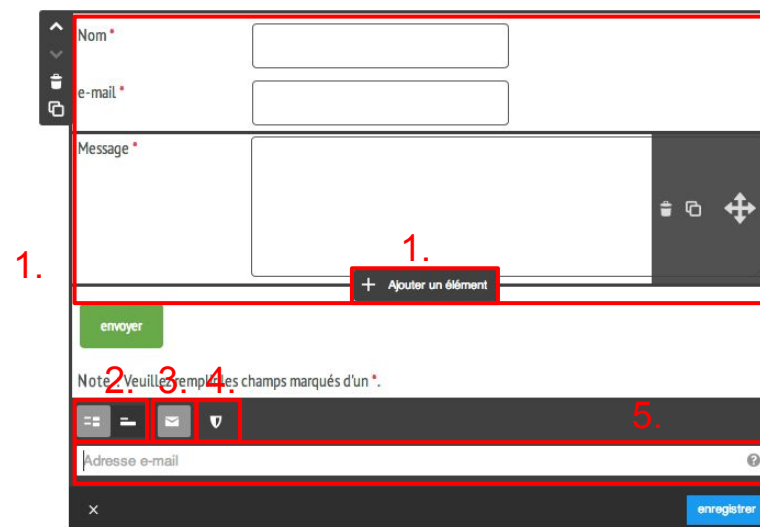 Nom *
e-mail *
Message *
1.
1.
+ Ajouter un élément
envoyer
Note : Veuillez remplir les champs marqués d'un *.
2. 3. 4. 5.
Adresse e-mail
?
× enregistrer